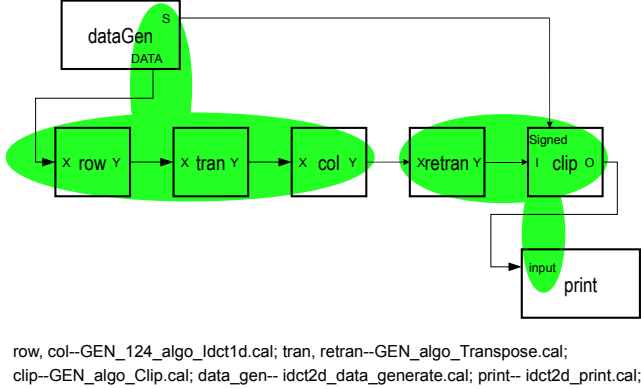 S
dataGen
DATA
X row Y
X tran Y
X col Y
X retran Y
Signed
I clip O
input
print
row, col--GEN_124_algo_Idct1d.cal; tran, retran--GEN_algo_Transpose.cal;
clip--GEN_algo_Clip.cal; data_gen-- idct2d_data_generate.cal; print-- idct2d_print.cal;